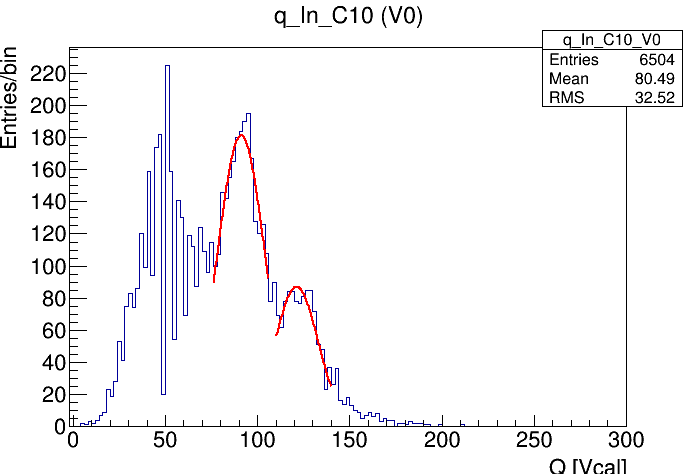 q_In_C10 (V0)
q_In_C10_V0
Entries 6504
Mean 80.49
RMS 32.52
Entries/bin
220
200
180
160
140
120
100
80
60
40
20
0
0 50 100 150 200 250 300
Q [Vcal]